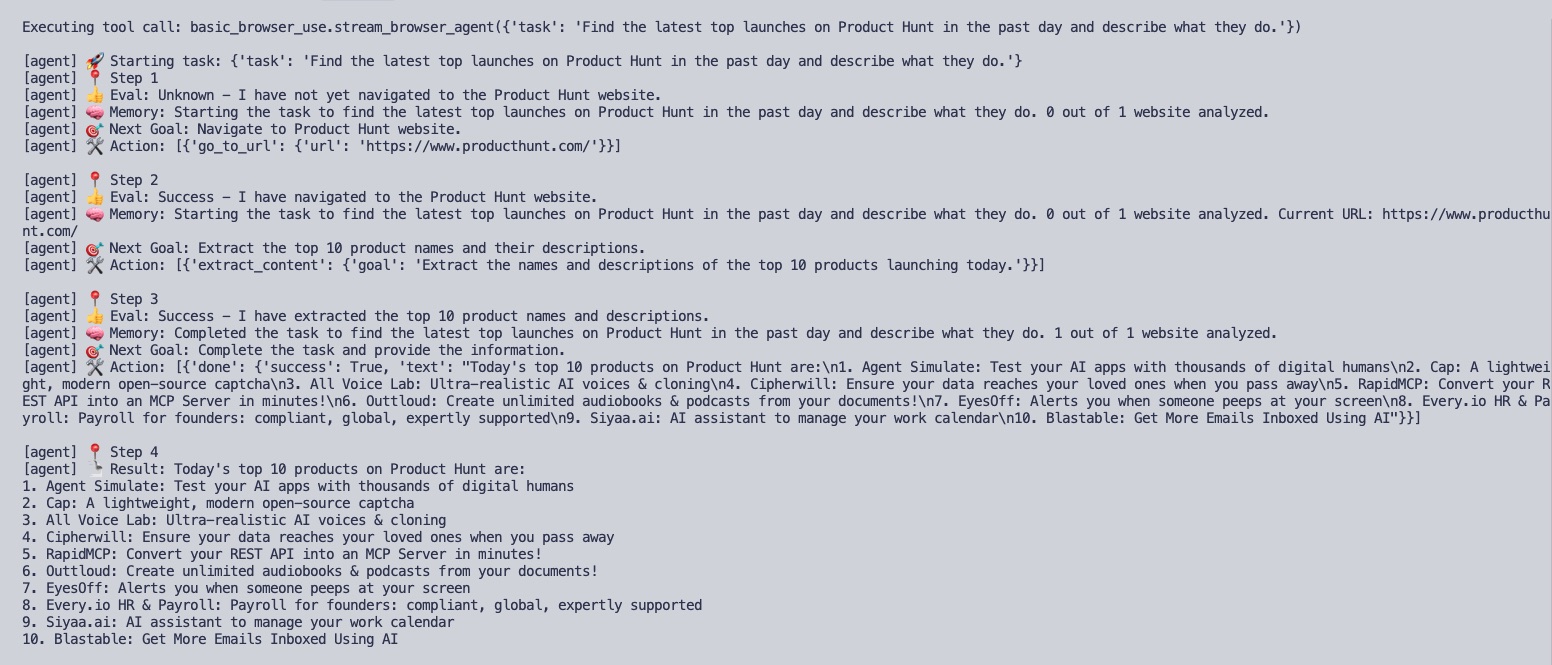 Executing tool call: basic_browser_use.stream_browser_agent({'task': 'Find the latest top launches on Product Hunt in the past day and describe what they do.'})
[agent] 🚀 Starting task: {'task': 'Find the latest top launches on Product Hunt in the past day and describe what they do.'}
[agent] 📍 Step 1
[agent] 👍 Eval: Unknown - I have not yet navigated to the Product Hunt website.
[agent] 🧠 Memory: Starting the task to find the latest top launches on Product Hunt in the past day and describe what they do. 0 out of 1 website analyzed.
[agent] 🎯 Next Goal: Navigate to Product Hunt website.
[agent] 🛠️ Action: [{'go_to_url': {'url': 'https://www.producthunt.com/'}}]
[agent] 📍 Step 2
[agent] 👍 Eval: Success - I have navigated to the Product Hunt website.
[agent] 🧠 Memory: Starting the task to find the latest top launches on Product Hunt in the past day and describe what they do. 0 out of 1 website analyzed. Current URL: https://www.producthu
nt.com/
[agent] 🎯 Next Goal: Extract the top 10 product names and their descriptions.
[agent] 🛠️ Action: [{'extract_content': {'goal': 'Extract the names and descriptions of the top 10 products launching today.'}}]
[agent] 📍 Step 3
[agent] 👍 Eval: Success - I have extracted the top 10 product names and descriptions.
[agent] 🧠 Memory: Completed the task to find the latest top launches on Product Hunt in the past day and describe what they do. 1 out of 1 website analyzed.
[agent] 🎯 Next Goal: Complete the task and provide the information.
[agent] 🛠️ Action: [{'done': {'success': True, 'text': "Today's top 10 products on Product Hunt are:\n1. Agent Simulate: Test your AI apps with thousands of digital humans\n2. Cap: A lightwei
ght, modern open-source captcha\n3. All Voice Lab: Ultra-realistic AI voices & cloning\n4. Cipherwill: Ensure your data reaches your loved ones when you pass away\n5. RapidMCP: Convert your R
EST API into an MCP Server in minutes!\n6. Outtloud: Create unlimited audiobooks & podcasts from your documents!\n7. EyesOff: Alerts you when someone peeps at your screen\n8. Every.io HR & Pa
yroll: Payroll for founders: compliant, global, expertly supported\n9. Siyaa.ai: AI assistant to manage your work calendar\n10. Blastable: Get More Emails Inboxed Using AI"}}]
[agent] 📍 Step 4
[agent] Result: Today's top 10 products on Product Hunt are:
1. Agent Simulate: Test your AI apps with thousands of digital humans
2. Cap: A lightweight, modern open-source captcha
3. All Voice Lab: Ultra-realistic AI voices & cloning
4. Cipherwill: Ensure your data reaches your loved ones when you pass away
5. RapidMCP: Convert your REST API into an MCP Server in minutes!
6. Outtloud: Create unlimited audiobooks & podcasts from your documents!
7. EyesOff: Alerts you when someone peeps at your screen
8. Every.io HR & Payroll: Payroll for founders: compliant, global, expertly supported
9. Siyaa.ai: AI assistant to manage your work calendar
10. Blastable: Get More Emails Inboxed Using AI